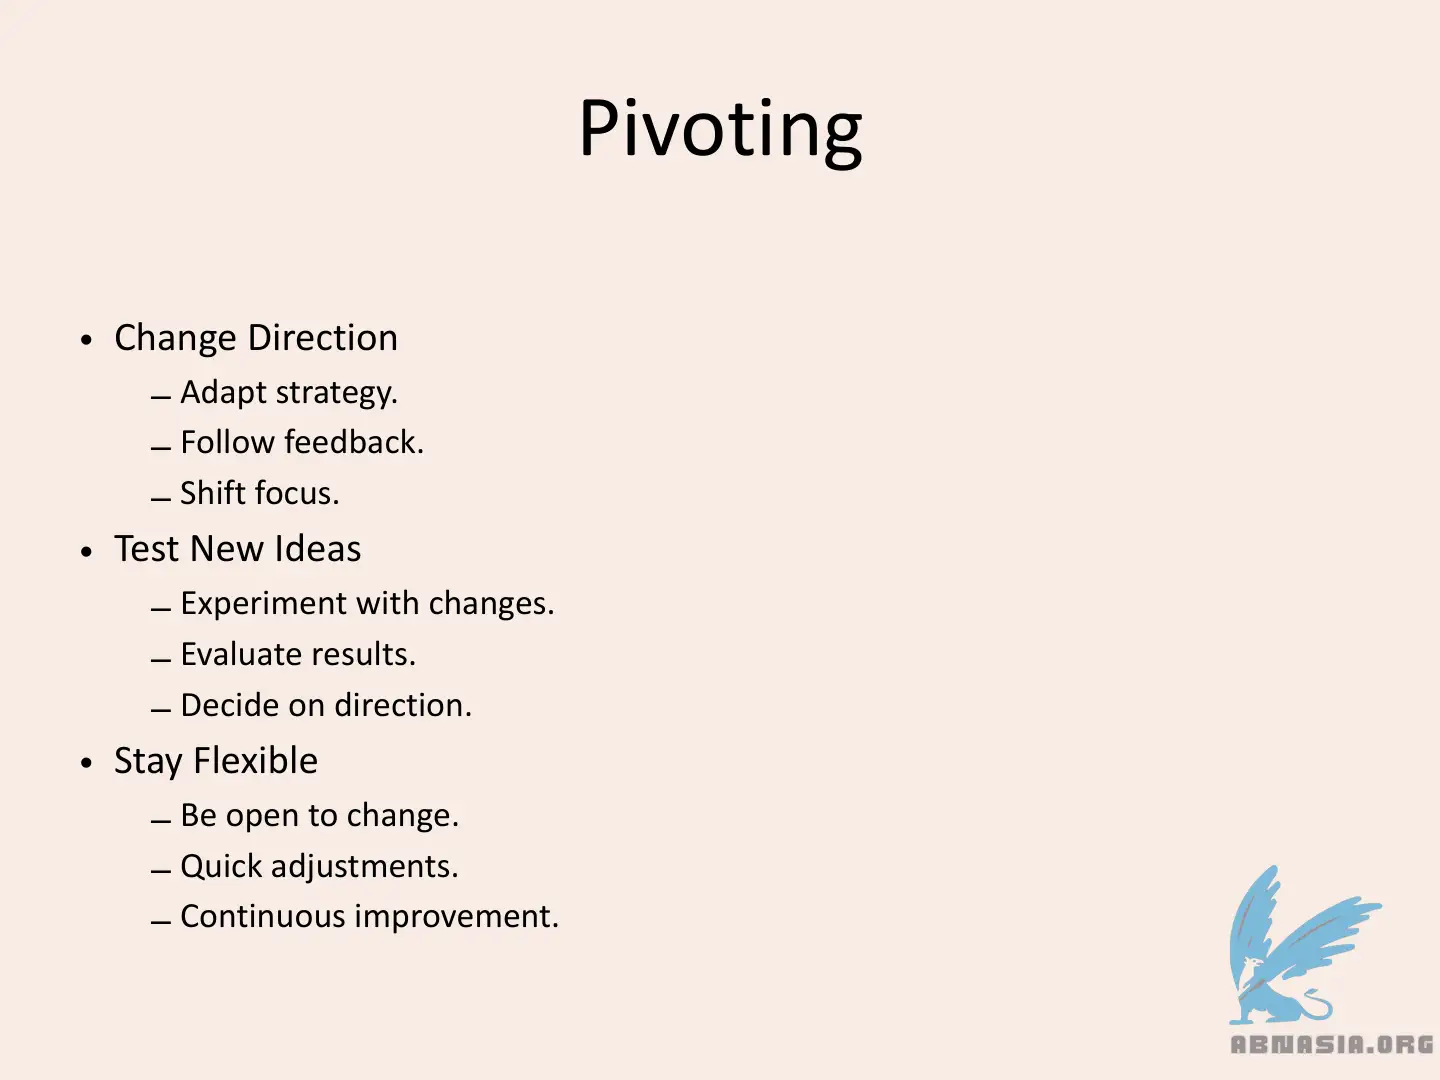 Pivoting
• Change Direction
– Adapt strategy.
– Follow feedback.
– Shift focus.
• Test New Ideas
– Experiment with changes.
– Evaluate results.
– Decide on direction.
• Stay Flexible
– Be open to change.
– Quick adjustments.
– Continuous improvement.
ABNASIA.ORG